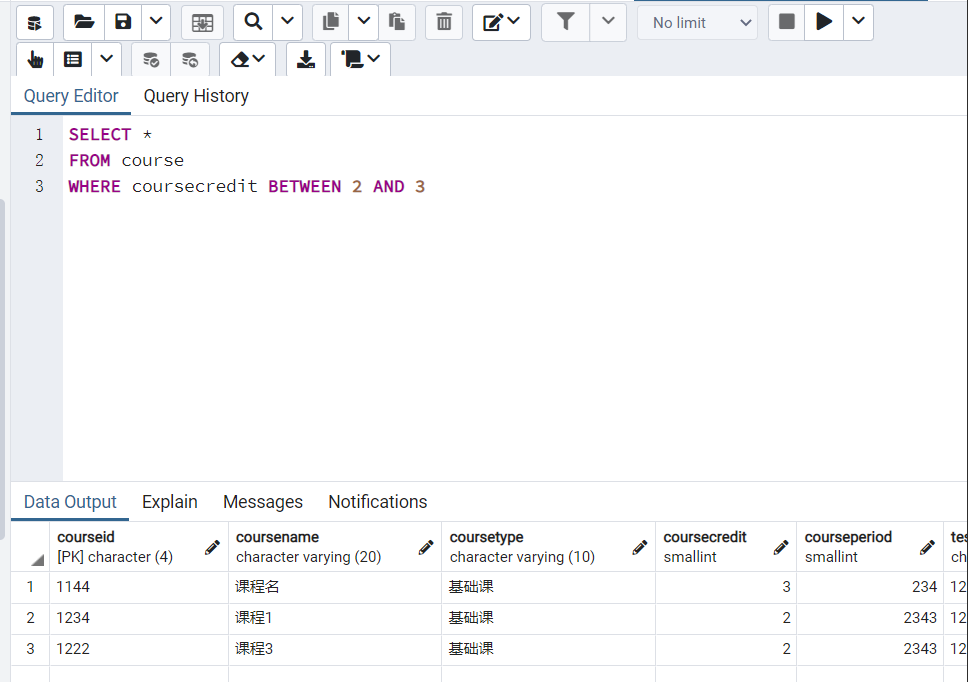 No limit
Query Editor Query History
1 SELECT *
2 FROM course
3 WHERE coursecredit BETWEEN 2 AND 3
Data Output Explain Messages Notifications
courseid coursename coursetype coursecredit courseperiod tes
[PK] character (4) character varying (20) character varying (10) smallint smallint ch
1 1144 课程名 基础课 3 234 12
2 1234 课程1 基础课 2 2343 12
3 1222 课程3 基础课 2 2343 12